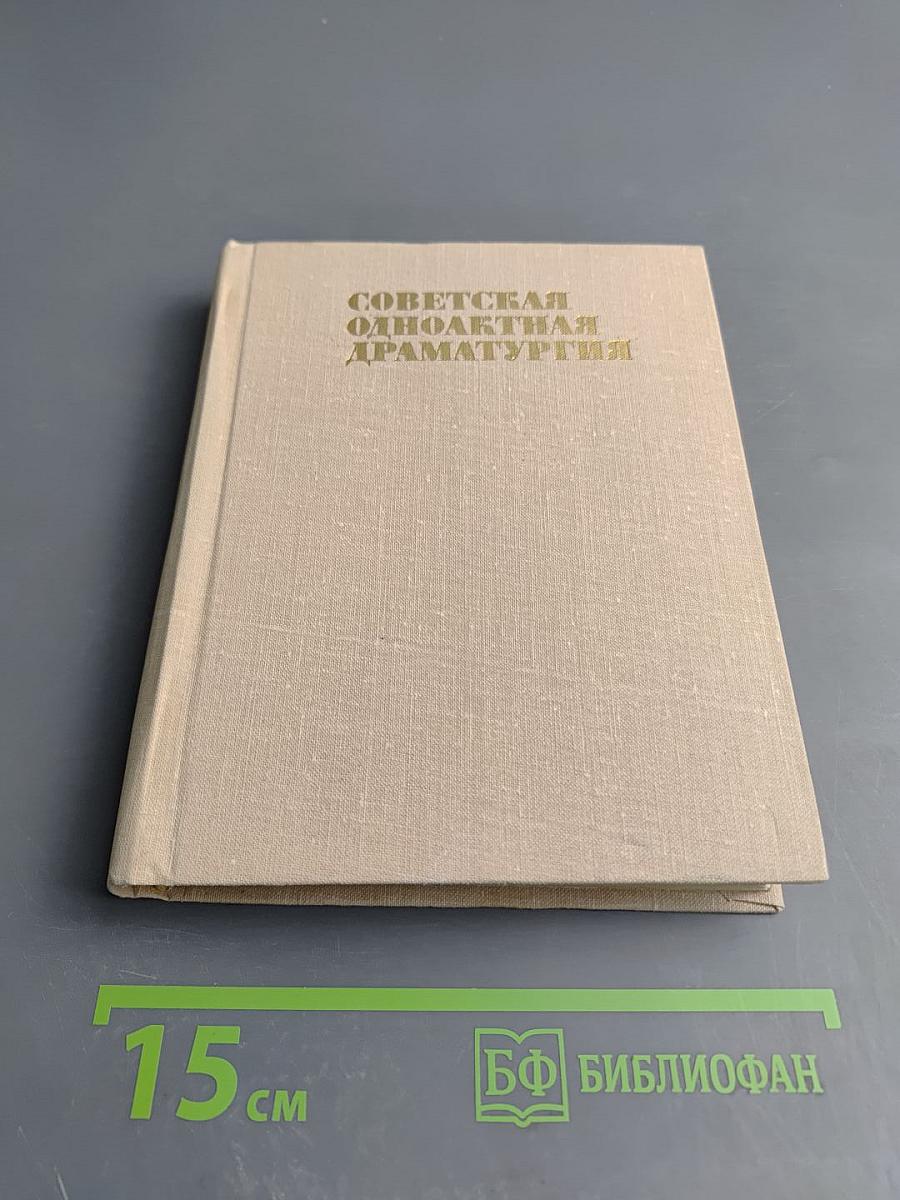 СОВЕТСКАЯ
ОДНОАКТНАЯ
ДРАМАТУРГИЯ
15 см
БФ БИБЛИОФАН